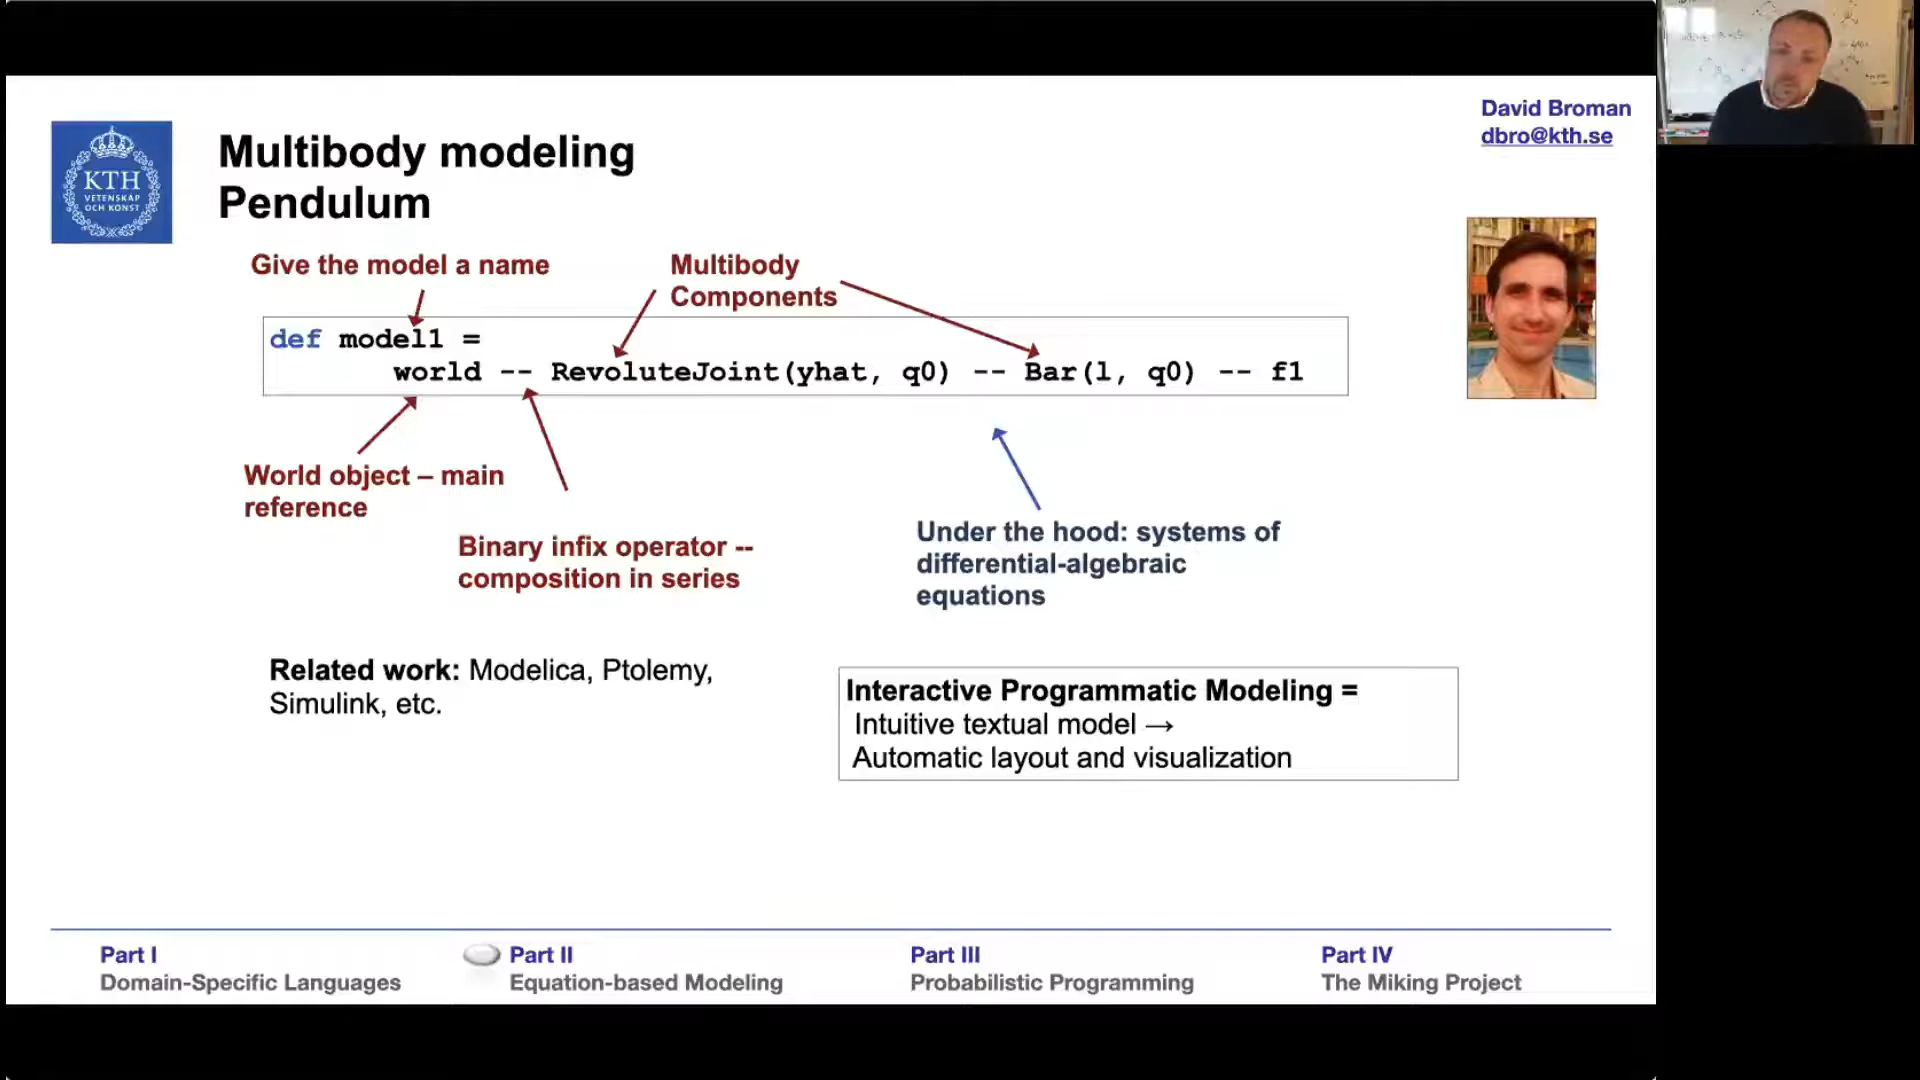 David Broman
dbro@kth.se
KTH
VETENSKAP
OCH KONST
Multibody modeling
Pendulum
Give the model a name
Multibody
Components
def model1 =
world -- RevoluteJoint(yhat, q0) -- Bar(l, q0) -- f1
World object – main
reference
Binary infix operator --
composition in series
Under the hood: systems of
differential-algebraic
equations
Related work: Modelica, Ptolemy,
Simulink, etc.
Interactive Programmatic Modeling =
Intuitive textual model →
Automatic layout and visualization
Part I
Domain-Specific Languages
Part II
Equation-based Modeling
Part III
Probabilistic Programming
Part IV
The Miking Project